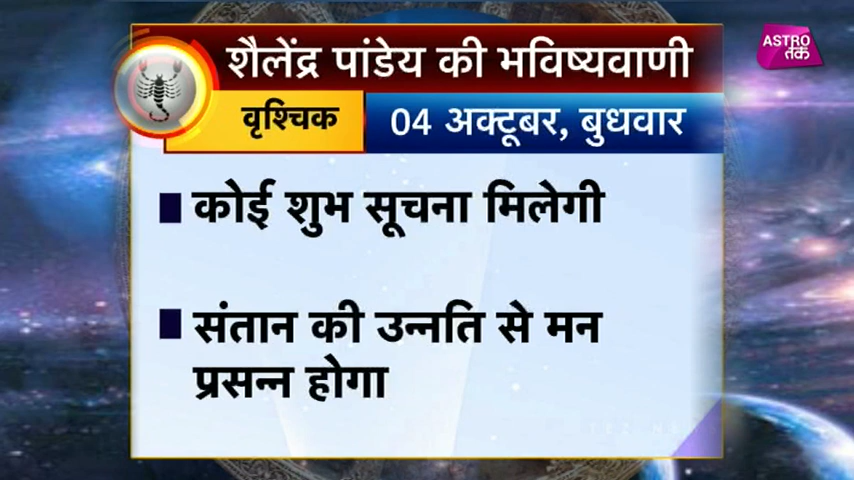 शैलेंद्र पांडेय की भविष्यवाणी
ASTRO
तक
वृश्चिक
04 अक्टूबर, बुधवार
कोई शुभ सूचना मिलेगी
संतान की उन्नति से मन
प्रसन्न होगा